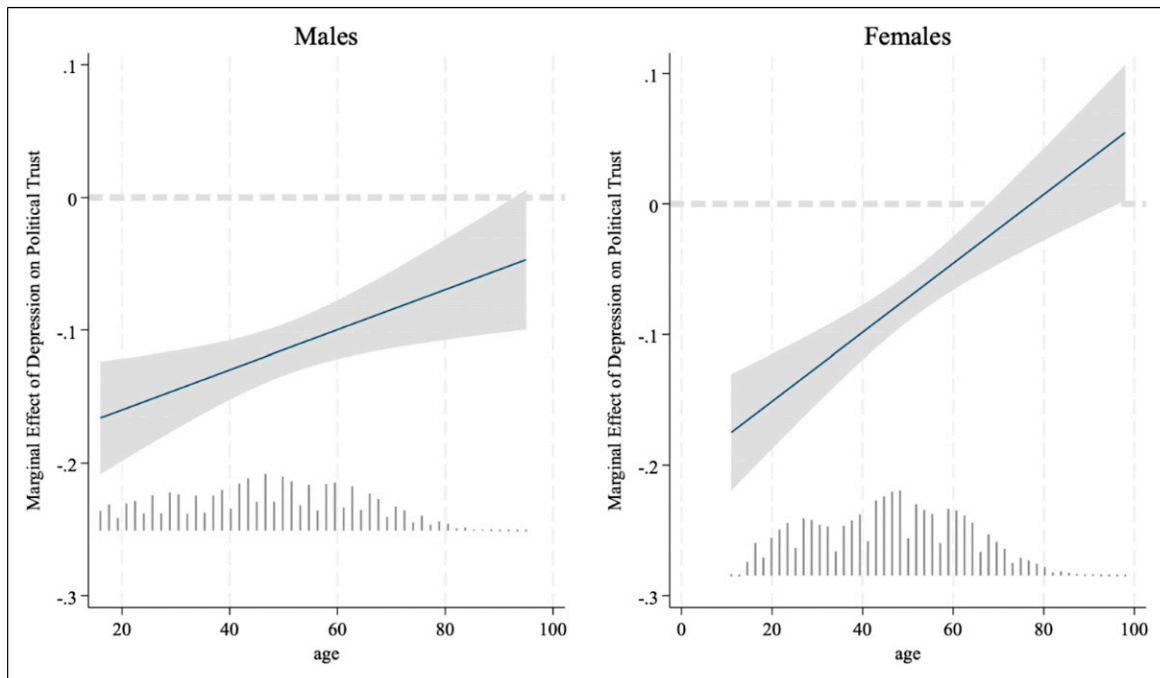 Males
Marginal Effect of Depression on Political Trust
.1
0
-.1
-.2
-.3
20 40 60 80 100
age
Females
Marginal Effect of Depression on Political Trust
.1
0
-.1
-.2
-.3
0 20 40 60 80 100
age